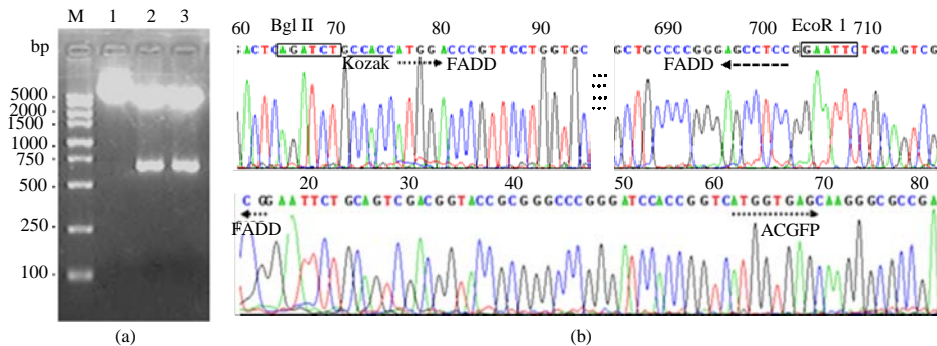 M 1 2 3
bp
5000
2000
1500
1000
750
500
250
100
(a)
60 Bgl II 70 80 90
GACTCAGATCTGCCACCATGGACCCGTTCCTGGTGC
Kozak FADD
690 700 EcoR 1 710
GCTGCCCCGGGAGCCTCCGGAATTCTGCAGTCG
FADD
20 30 40
50 60 70 80
CGGAATTCTGCAGTCGACGGTACCGCGGGCCCGGGATCCACCGGTCATGGTGAGCAAGGGCGCCGA
FADD ACGFP
(b)